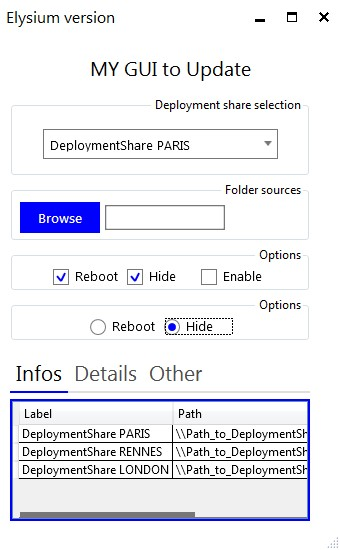 Elysium version
MY GUI to Update
Deployment share selection
DeploymentShare PARIS
Folder sources
Browse
Options
Reboot Hide Enable
Options
Reboot Hide
Infos Details Other
Label Path
DeploymentShare PARIS \\Path_to_DeploymentSh
DeploymentShare RENNES \\Path_to_DeploymentSh
DeploymentShare LONDON \\Path_to_DeploymentSh